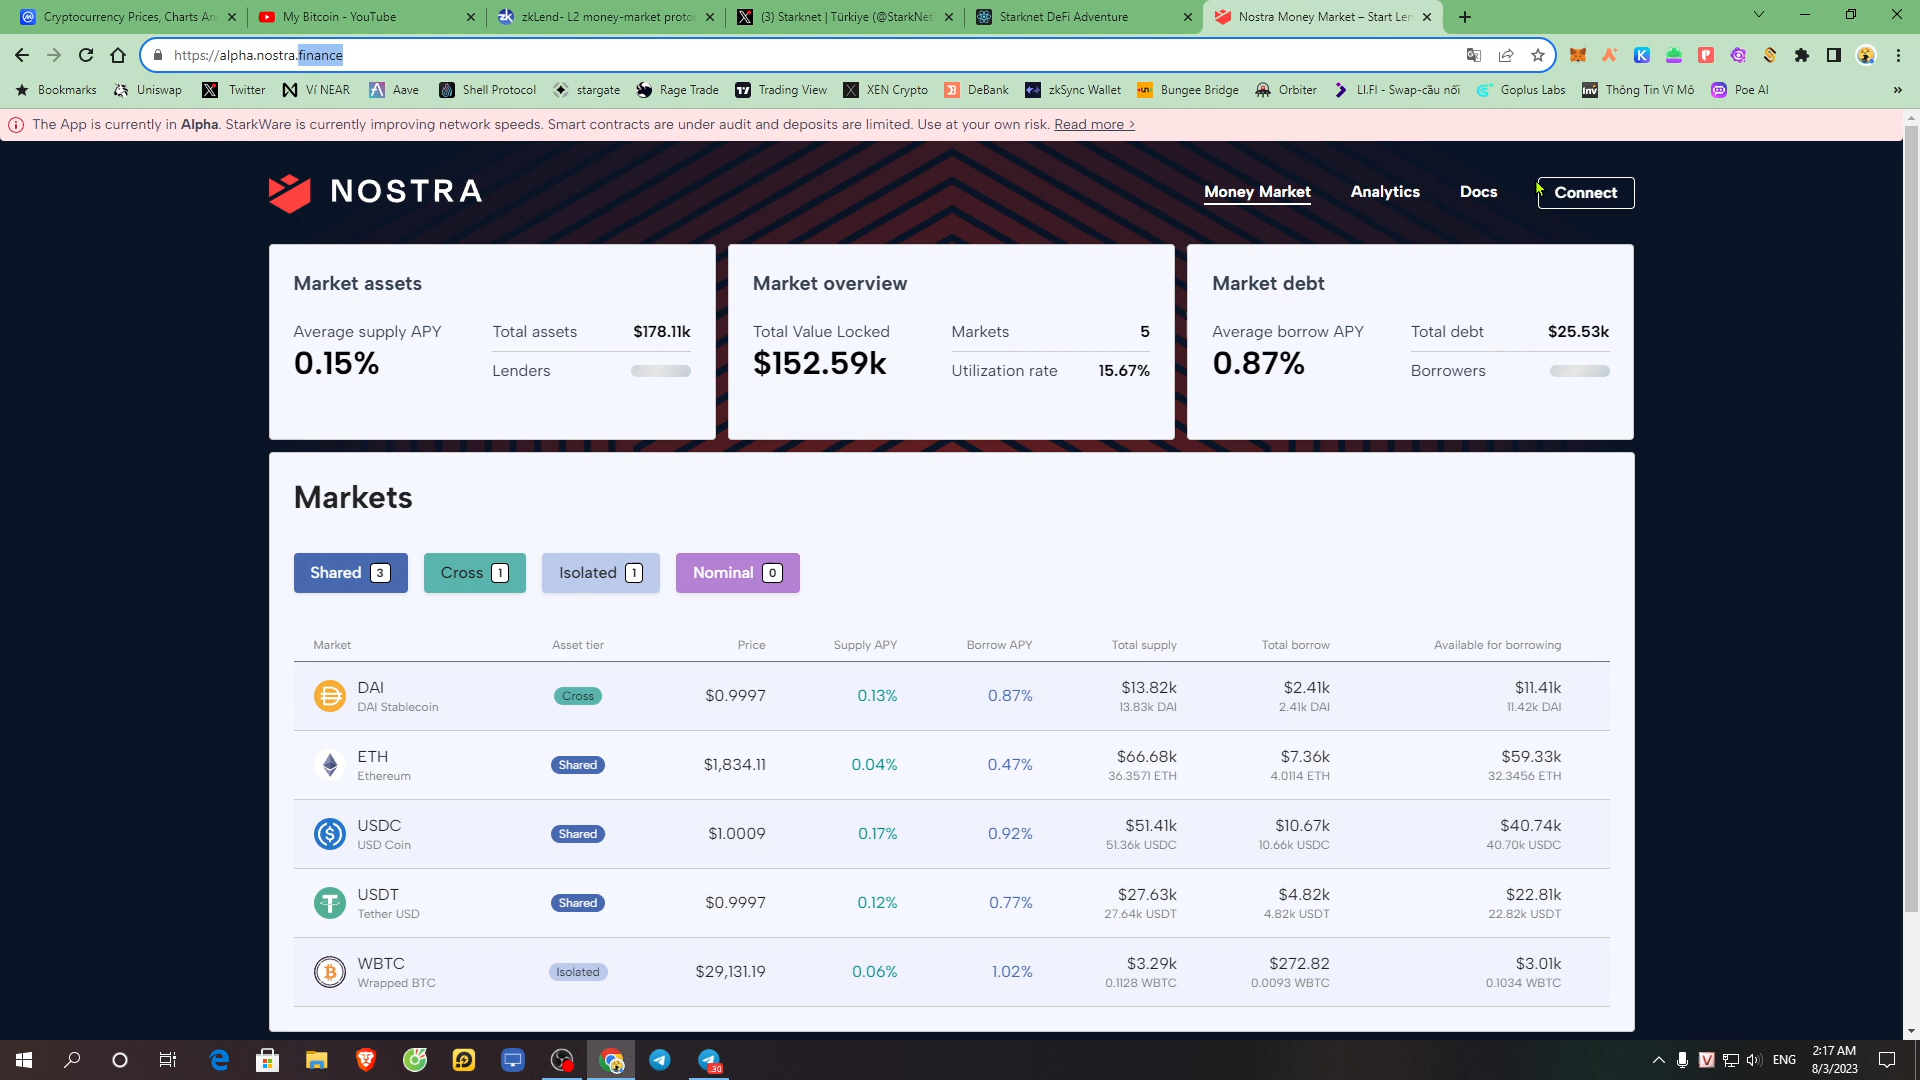 Cryptocurrency Prices, Charts An
My Bitcoin - YouTube
zkLend- L2 money-market proto
(3) Starknet | Türkiye (@StarkNet
Starknet DeFi Adventure
Nostra Money Market – Start Len
https://alpha.nostra.finance
Bookmarks
Uniswap
Twitter
Ví NEAR
Aave
Shell Protocol
stargate
Rage Trade
Trading View
XEN Crypto
DeBank
zkSync Wallet
Bungee Bridge
Orbiter
LI.FI - Swap-cầu nối
Goplus Labs
Thông Tin Vĩ Mô
Poe AI
»
The App is currently in Alpha. StarkWare is currently improving network speeds. Smart contracts are under audit and deposits are limited. Use at your own risk. Read more >
NOSTRA
Money Market
Analytics
Docs
Connect
Market assets
Average supply APY
0.15%
Total assets $178.11k
Lenders
Market overview
Total Value Locked
$152.59k
Markets 5
Utilization rate 15.67%
Market debt
Average borrow APY
0.87%
Total debt $25.53k
Borrowers
Markets
Shared 3
Cross 1
Isolated 1
Nominal 0
Market Asset tier Price Supply APY Borrow APY Total supply Total borrow Available for borrowing
DAI Cross $0.9997 0.13% 0.87% $13.82k $2.41k $11.41k
DAI Stablecoin 13.83k DAI 2.41k DAI 11.42k DAI
ETH Shared $1,834.11 0.04% 0.47% $66.68k $7.36k $59.33k
Ethereum 36.3571 ETH 4.0114 ETH 32.3456 ETH
USDC Shared $1.0009 0.17% 0.92% $51.41k $10.67k $40.74k
USD Coin 51.36k USDC 10.66k USDC 40.70k USDC
USDT Shared $0.9997 0.12% 0.77% $27.63k $4.82k $22.81k
Tether USD 27.64k USDT 4.82k USDT 22.82k USDT
WBTC Isolated $29,131.19 0.06% 1.02% $3.29k $272.82 $3.01k
Wrapped BTC 0.1128 WBTC 0.0093 WBTC 0.1034 WBTC
30
ENG
2:17 AM
8/3/2023